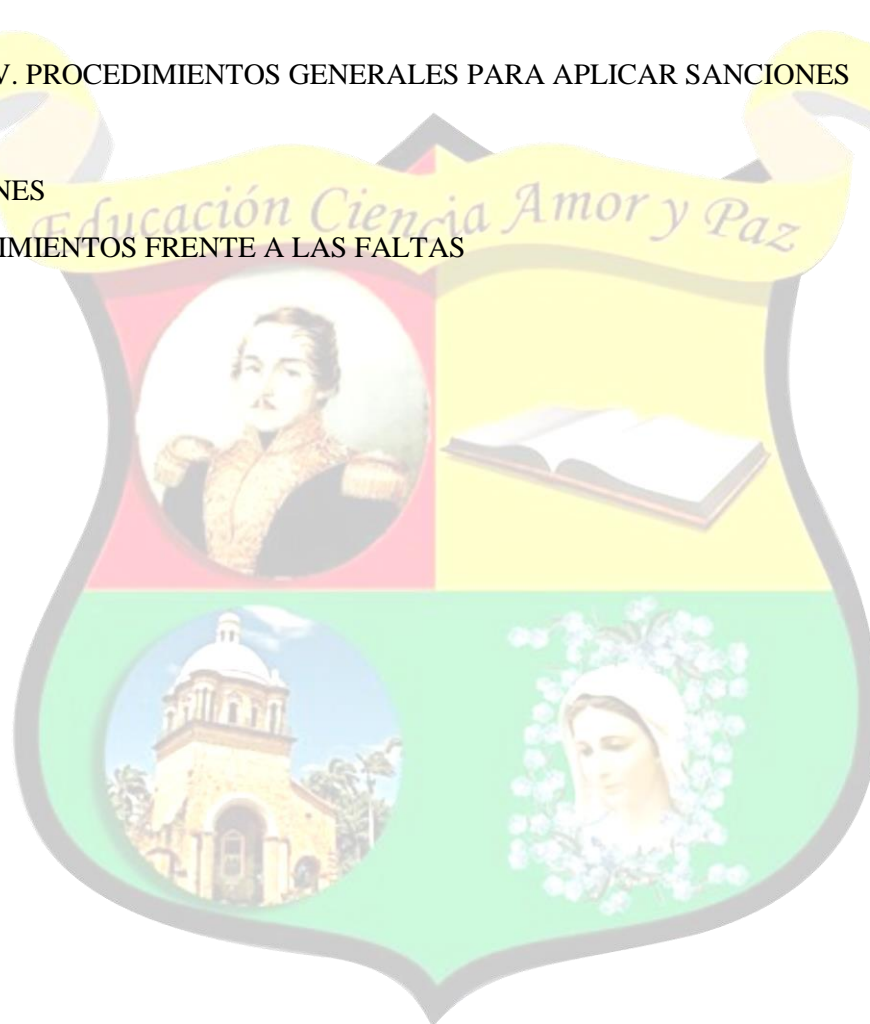 V. PROCEDIMIENTOS GENERALES PARA APLICAR SANCIONES
NES
Educación Ciencia Amor y Paz
IMIENTOS FRENTE A LAS FALTAS